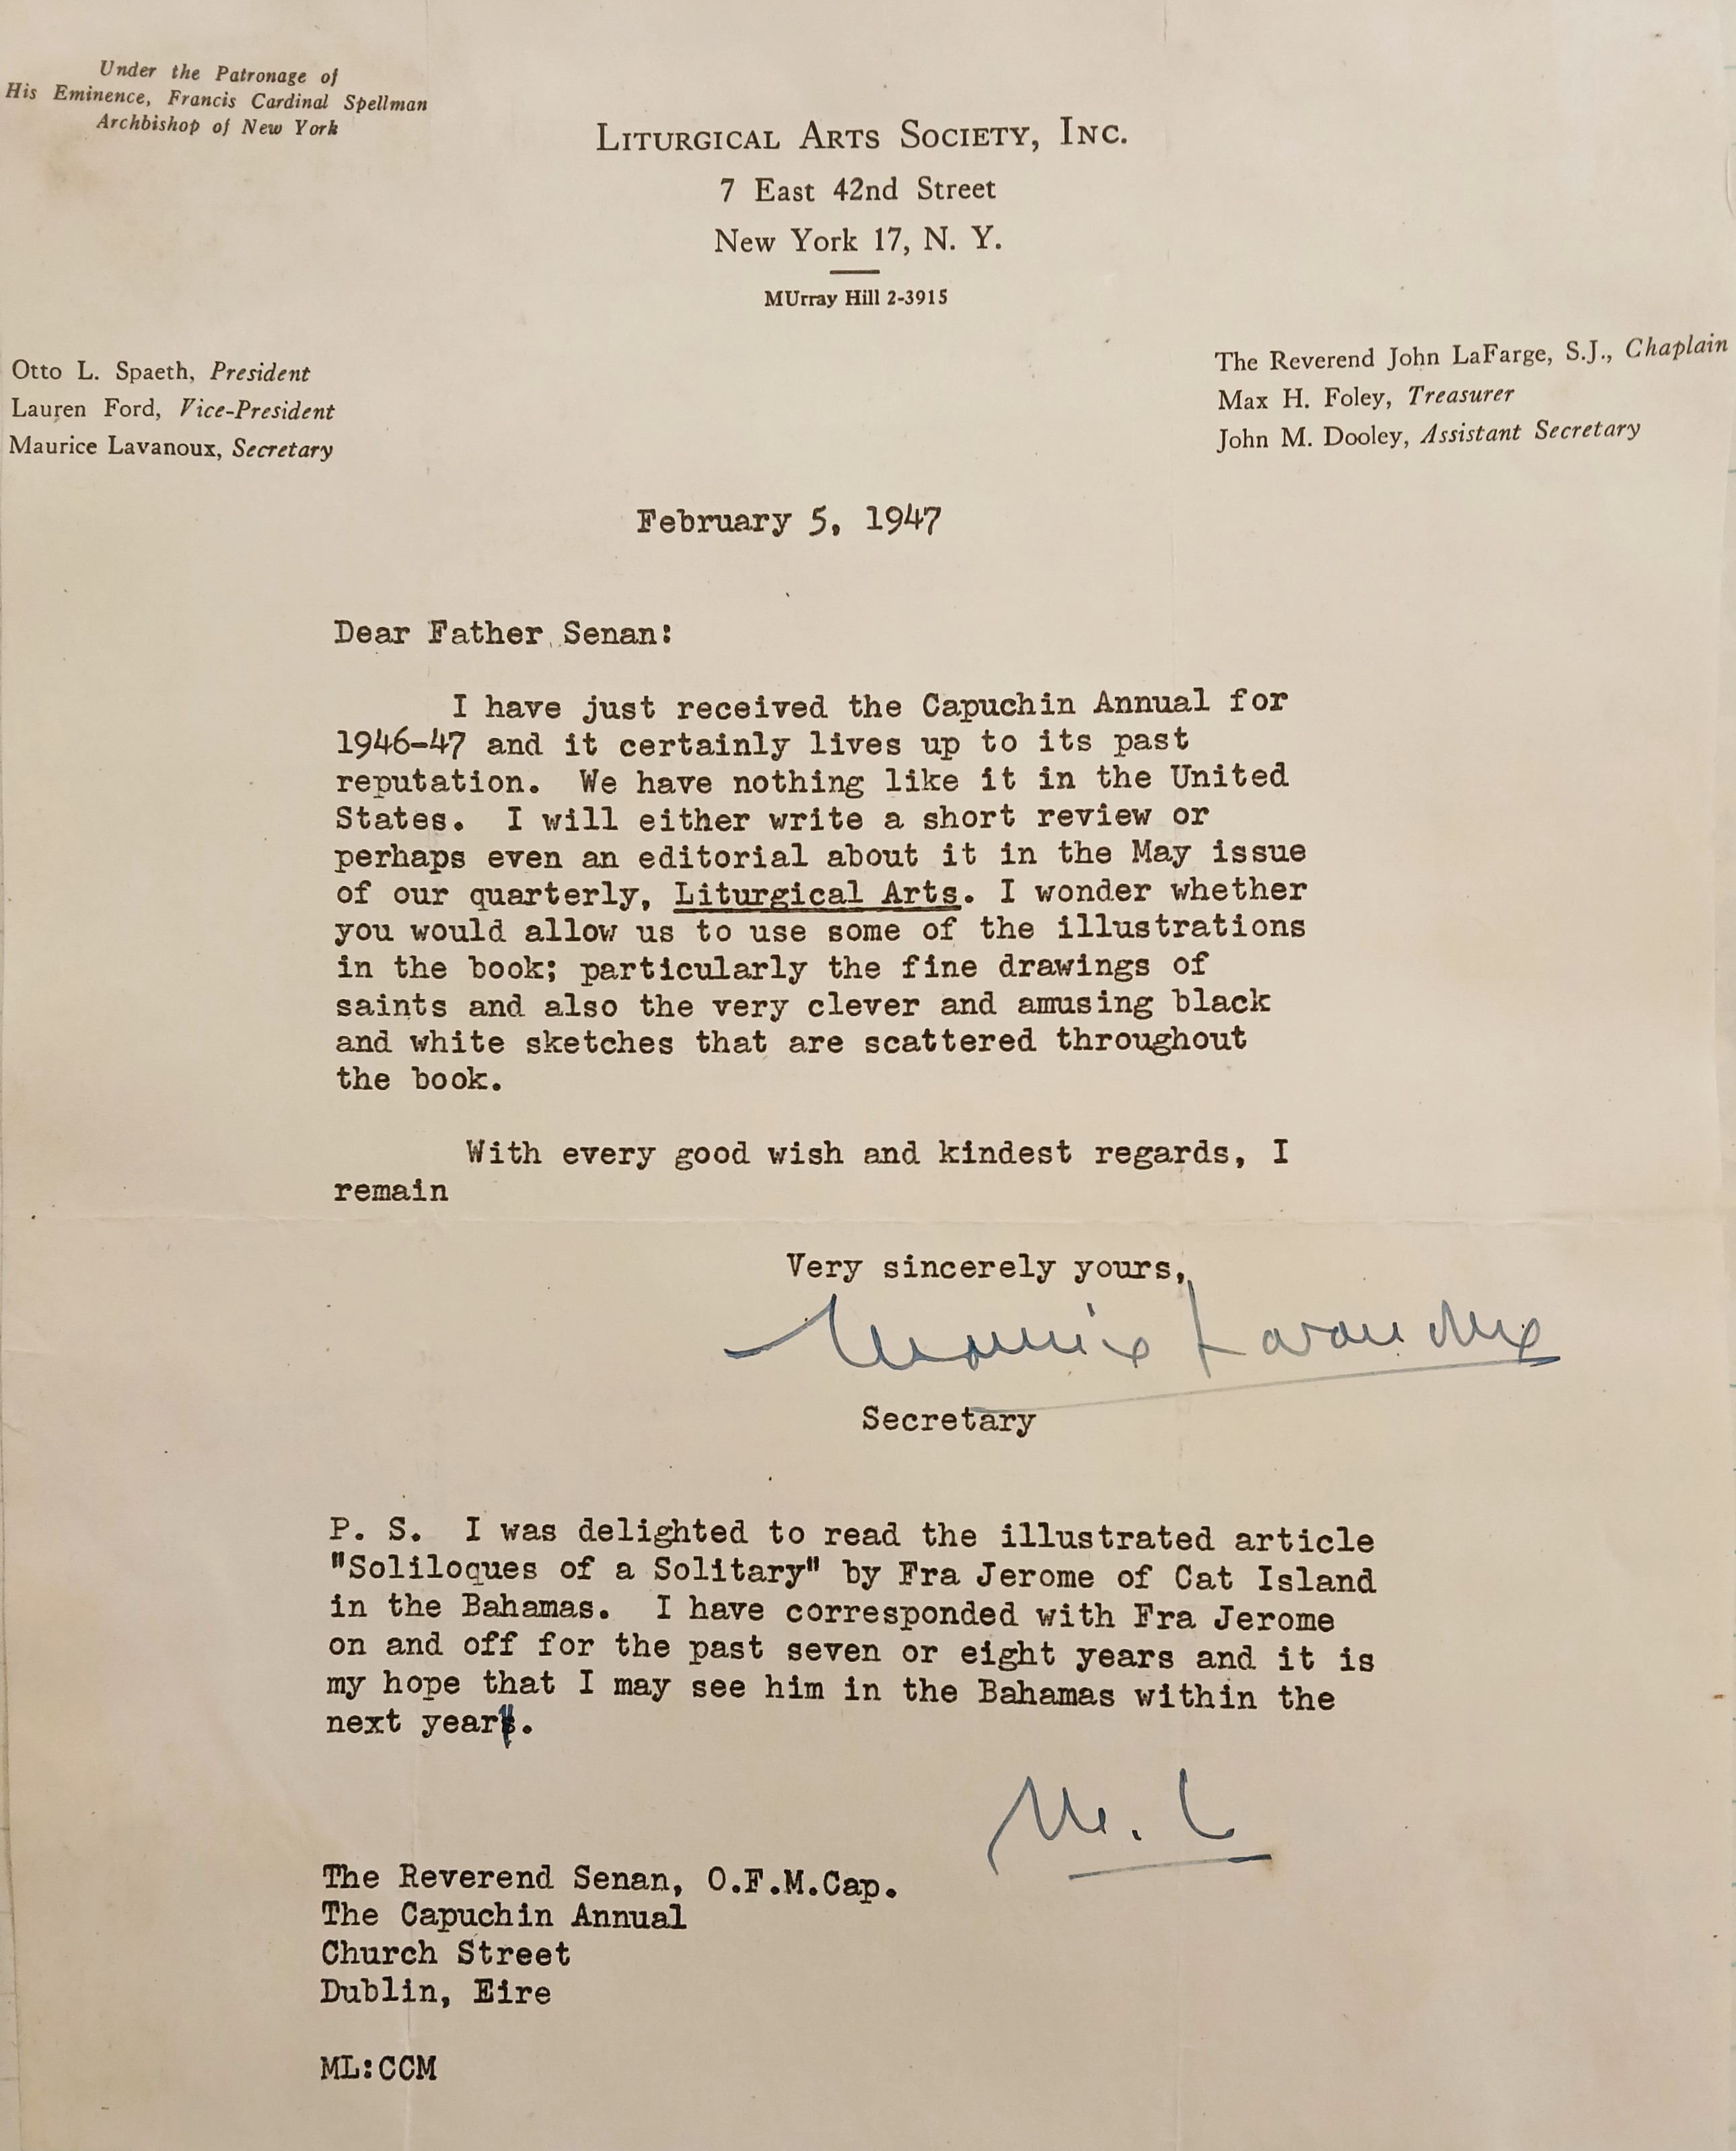 Under the Patronage of
His Eminence, Francis Cardinal Spellman
Archbishop of New York
Liturgical Arts Society, Inc.
7 East 42nd Street
New York 17, N. Y.
MUrray Hill 2-3915
Otto L. Spaeth, President
Lauren Ford, Vice-President
Maurice Lavanoux, Secretary
The Reverend John LaFarge, S.J., Chaplain
Max H. Foley, Treasurer
John M. Dooley, Assistant Secretary
February 5, 1947
Dear Father Senan:
I have just received the Capuchin Annual for
1946-47 and it certainly lives up to its past
reputation. We have nothing like it in the United
States. I will either write a short review or
perhaps even an editorial about it in the May issue
of our quarterly, Liturgical Arts. I wonder whether
you would allow us to use some of the illustrations
in the book; particularly the fine drawings of
saints and also the very clever and amusing black
and white sketches that are scattered throughout
the book.
With every good wish and kindest regards, I
remain
Very sincerely yours,
Maurice Lavanoux
Secretary
P. S. I was delighted to read the illustrated article
"Soliloques of a Solitary" by Fra Jerome of Cat Island
in the Bahamas. I have corresponded with Fra Jerome
on and off for the past seven or eight years and it is
my hope that I may see him in the Bahamas within the
next year.
M. L
The Reverend Senan, O.F.M.Cap.
The Capuchin Annual
Church Street
Dublin, Eire
ML:CCM